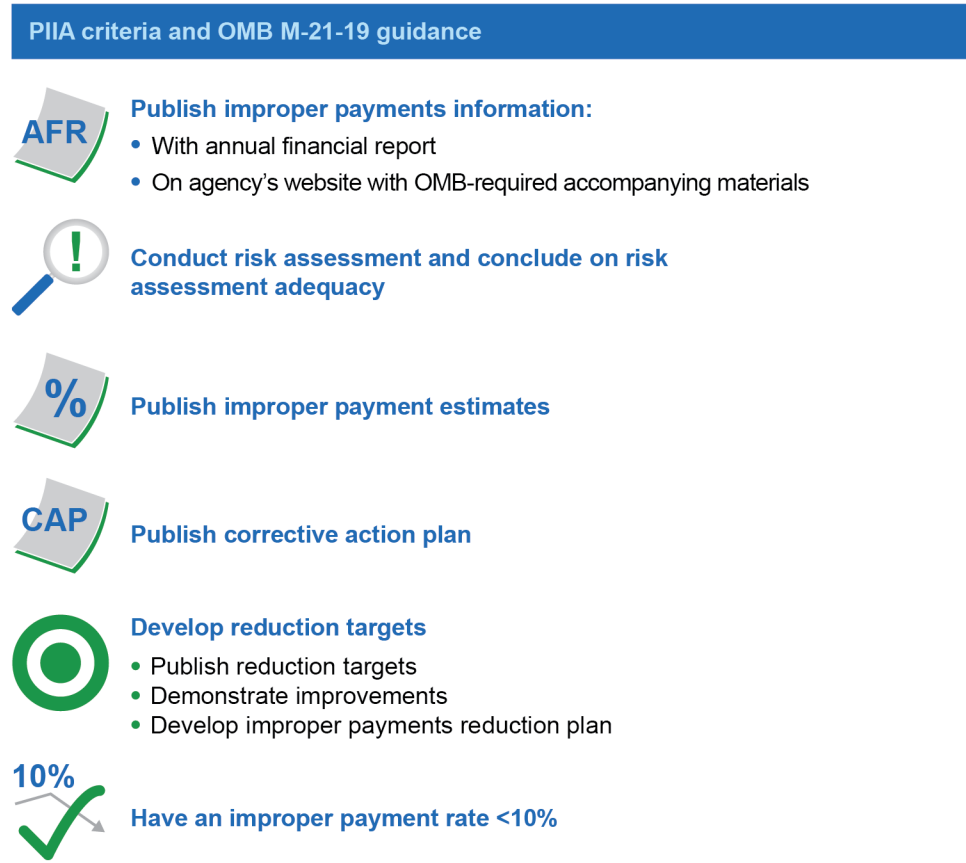 PIIA criteria and OMB M-21-19 guidance
AFR
Publish improper payments information:
• With annual financial report
• On agency's website with OMB-required accompanying materials
!
Conduct risk assessment and conclude on risk
assessment adequacy
%
Publish improper payment estimates
CAP
Publish corrective action plan
Develop reduction targets
• Publish reduction targets
• Demonstrate improvements
• Develop improper payments reduction plan
10%
Have an improper payment rate <10%